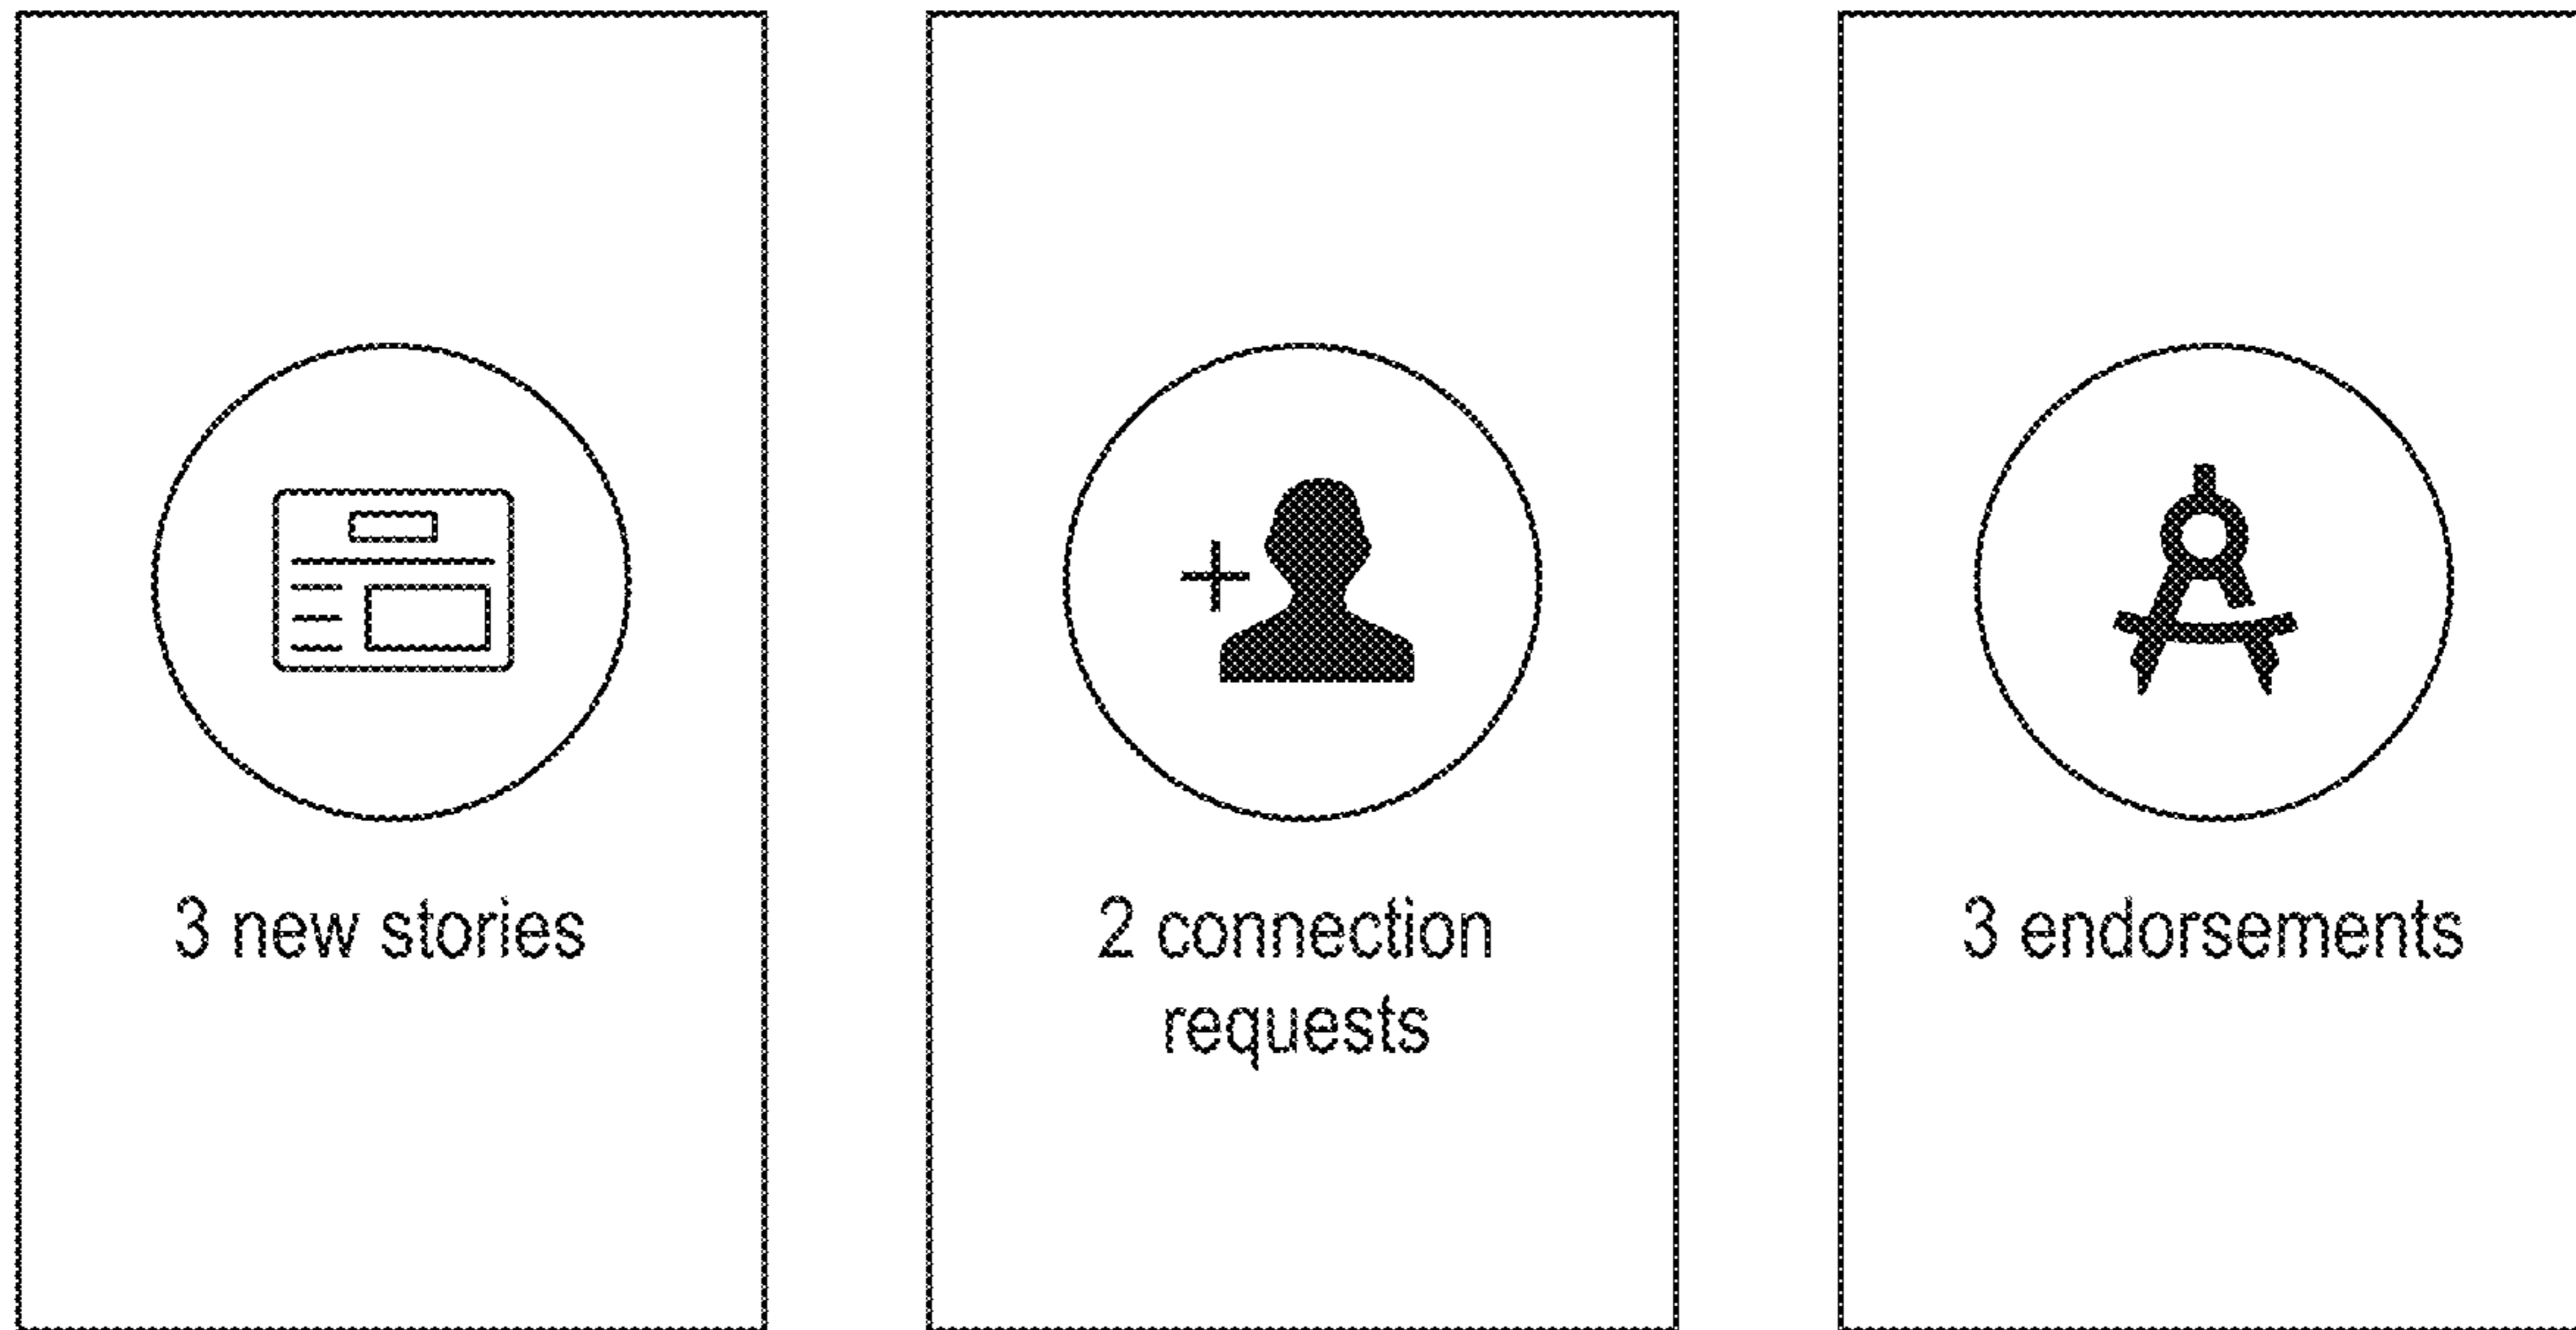 3 new stories
2 connection
requests
3 endorsements